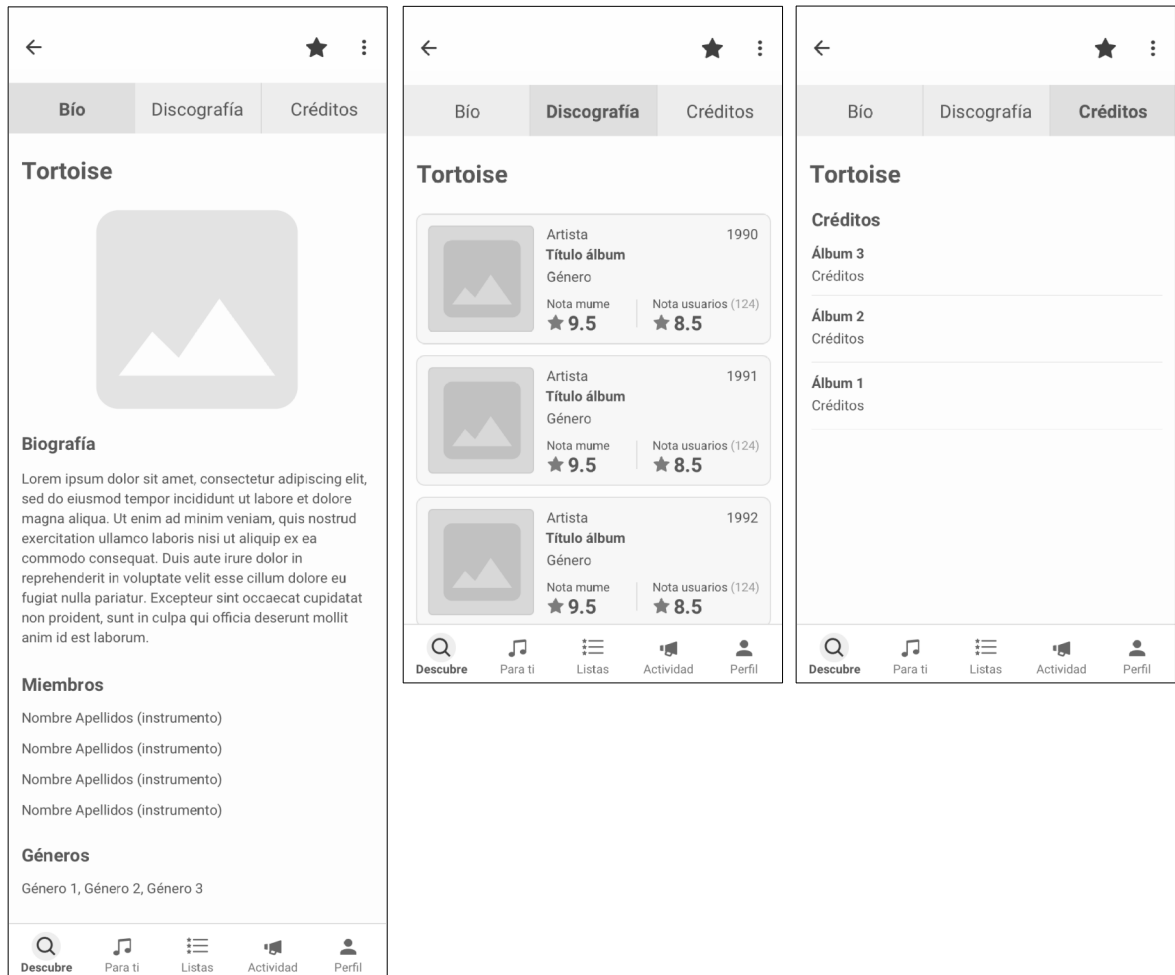 Bío Discografía Créditos
Tortoise
Biografía
Lorem ipsum dolor sit amet, consectetur adipiscing elit,
sed do eiusmod tempor incididunt ut labore et dolore
magna aliqua. Ut enim ad minim veniam, quis nostrud
exercitation ullamco laboris nisi ut aliquip ex ea
commodo consequat. Duis aute irure dolor in
reprehenderit in voluptate velit esse cillum dolore eu
fugiat nulla pariatur. Excepteur sint occaecat cupidatat
non proident, sunt in culpa qui officia deserunt mollit
anim id est laborum.
Miembros
Nombre Apellidos (instrumento)
Nombre Apellidos (instrumento)
Nombre Apellidos (instrumento)
Nombre Apellidos (instrumento)
Géneros
Género 1, Género 2, Género 3
Descubre Para ti Listas Actividad Perfil
Bío Discografía Créditos
Tortoise
Artista 1990
Título álbum
Género
Nota mume Nota usuarios (124)
9.5 8.5
Artista 1991
Título álbum
Género
Nota mume Nota usuarios (124)
9.5 8.5
Artista 1992
Título álbum
Género
Nota mume Nota usuarios (124)
9.5 8.5
Descubre Para ti Listas Actividad Perfil
Bío Discografía Créditos
Tortoise
Créditos
Álbum 3
Créditos
Álbum 2
Créditos
Álbum 1
Créditos
Descubre Para ti Listas Actividad Perfil